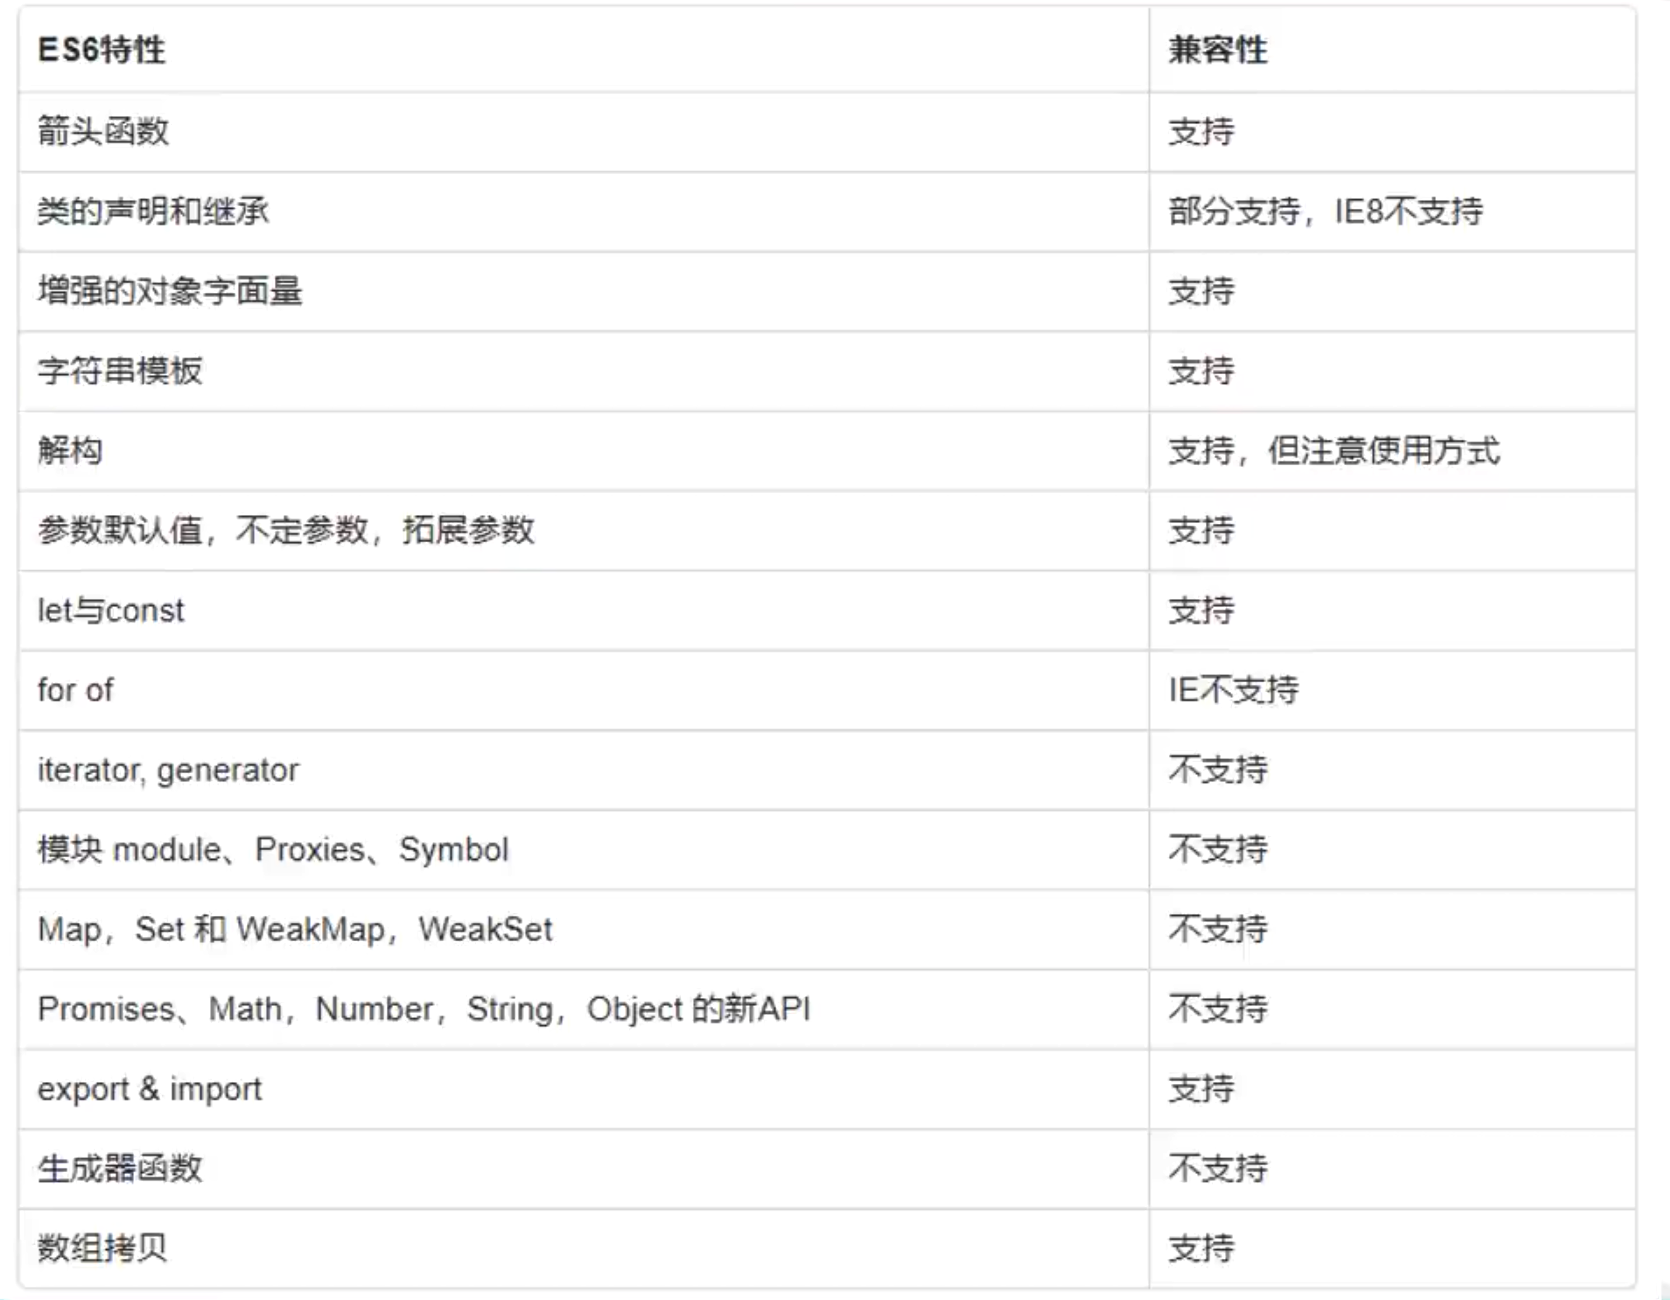 ES6特性 兼容性
箭头函数 支持
类的声明和继承 部分支持，IE8不支持
增强的对象字面量 支持
字符串模板 支持
解构 支持，但注意使用方式
参数默认值，不定参数，拓展参数 支持
let与const 支持
for of IE不支持
iterator, generator 不支持
模块 module、Proxies、Symbol 不支持
Map，Set 和 WeakMap，WeakSet 不支持
Promises、Math，Number，String，Object 的新API 不支持
export & import 支持
生成器函数 不支持
数组拷贝 支持